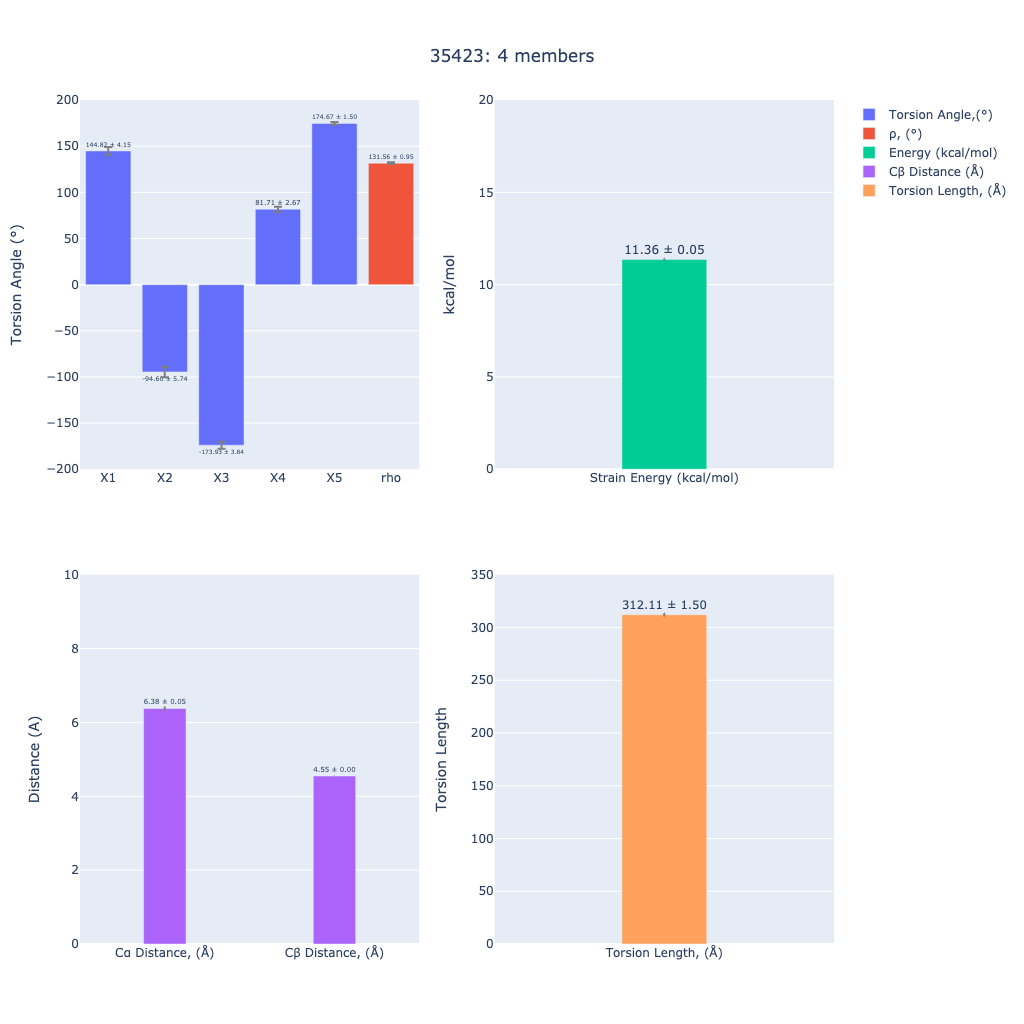 35423: 4 members
Torsion Angle (°)
200
150
100
50
0
−50
−100
−150
−200
144.82 ± 4.15
-173.93 ± 3.84
81.71 ± 2.67
174.67 ± 1.50
131.56 ± 0.95
X1
X2
X3
X4
X5
rho
kcal/mol
20
15
10
5
0
11.36 ± 0.05
Strain Energy (kcal/mol)
Torsion Angle,(°)
ρ, (°)
Energy (kcal/mol)
Cβ Distance (Å)
Torsion Length, (Å)
Distance (A)
10
8
6
4
2
0
6.38 ± 0.05
4.55 ± 0.00
Cα Distance, (Å)
Cβ Distance, (Å)
Torsion Length
350
300
250
200
150
100
50
0
312.11 ± 1.50
Torsion Length, (Å)